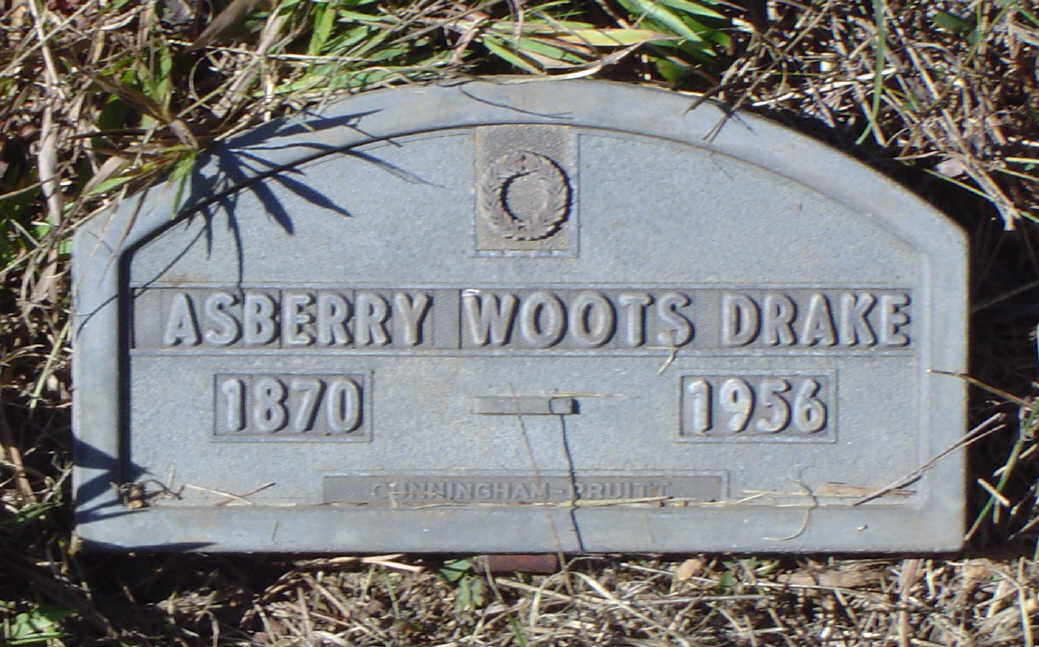 ASBERRY WOOTS DRAKE
1870 - 1956
CUNNINGHAM-PRUITT